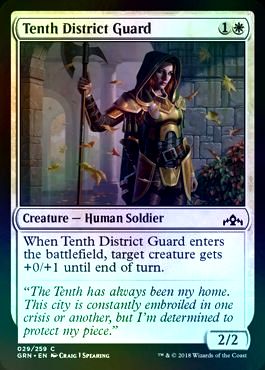 Tenth District Guard 1
Creature — Human Soldier
When Tenth District Guard enters
the battlefield, target creature gets
+0/+1 until end of turn.
“The Tenth has always been my home.
This city is constantly embroiled in one
crisis or another, but I’m determined to
protect my piece.”
2/2
029/259 C
GRN • EN Craig J Spearing
™ & © 2018 Wizards of the Coast